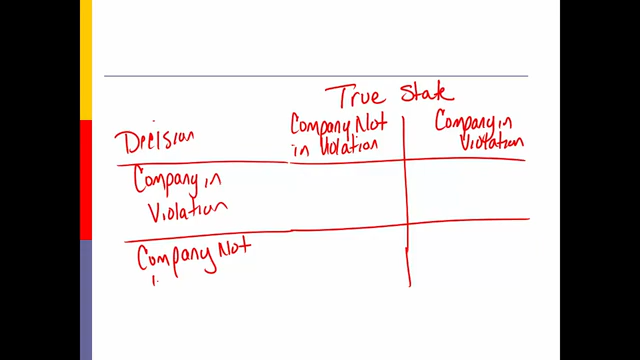 True State
Decision
Company Not
in Violation
Company in
Violation
Company in
Violation
Company Not